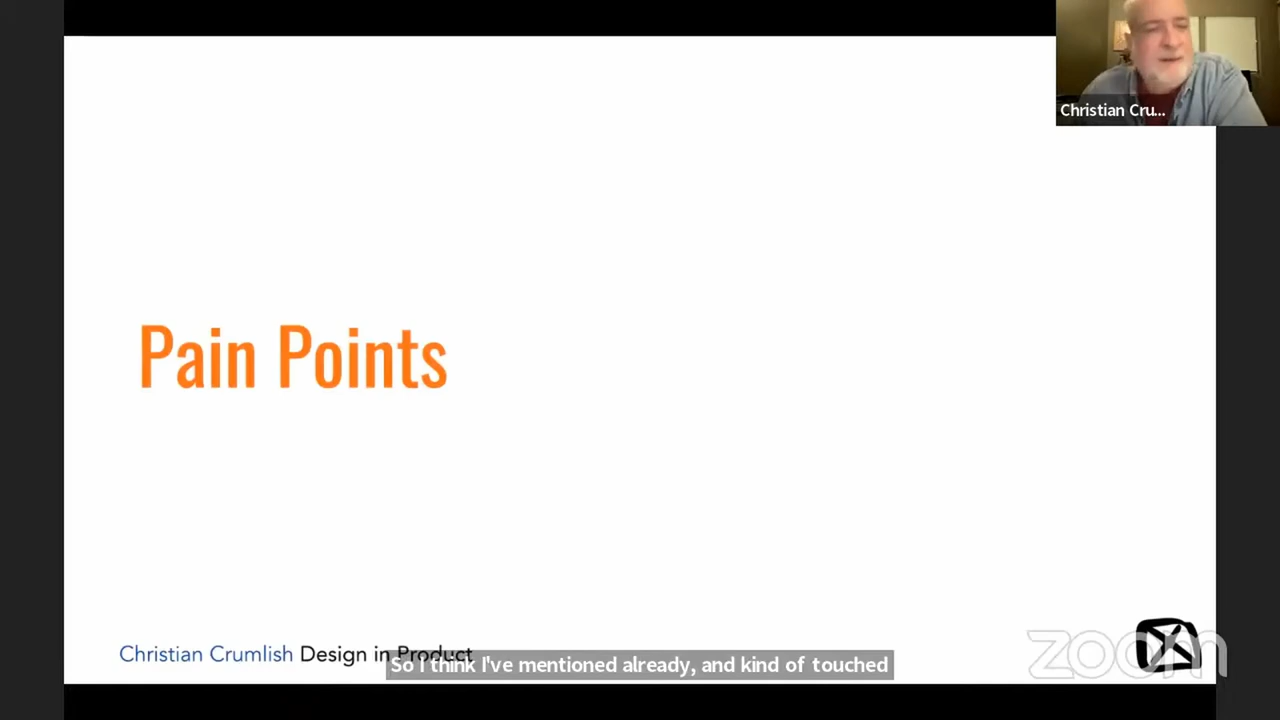 Christian Cru...
Pain Points
Christian Crumlish Design in Product
So I think I've mentioned already, and kind of touched
zoom